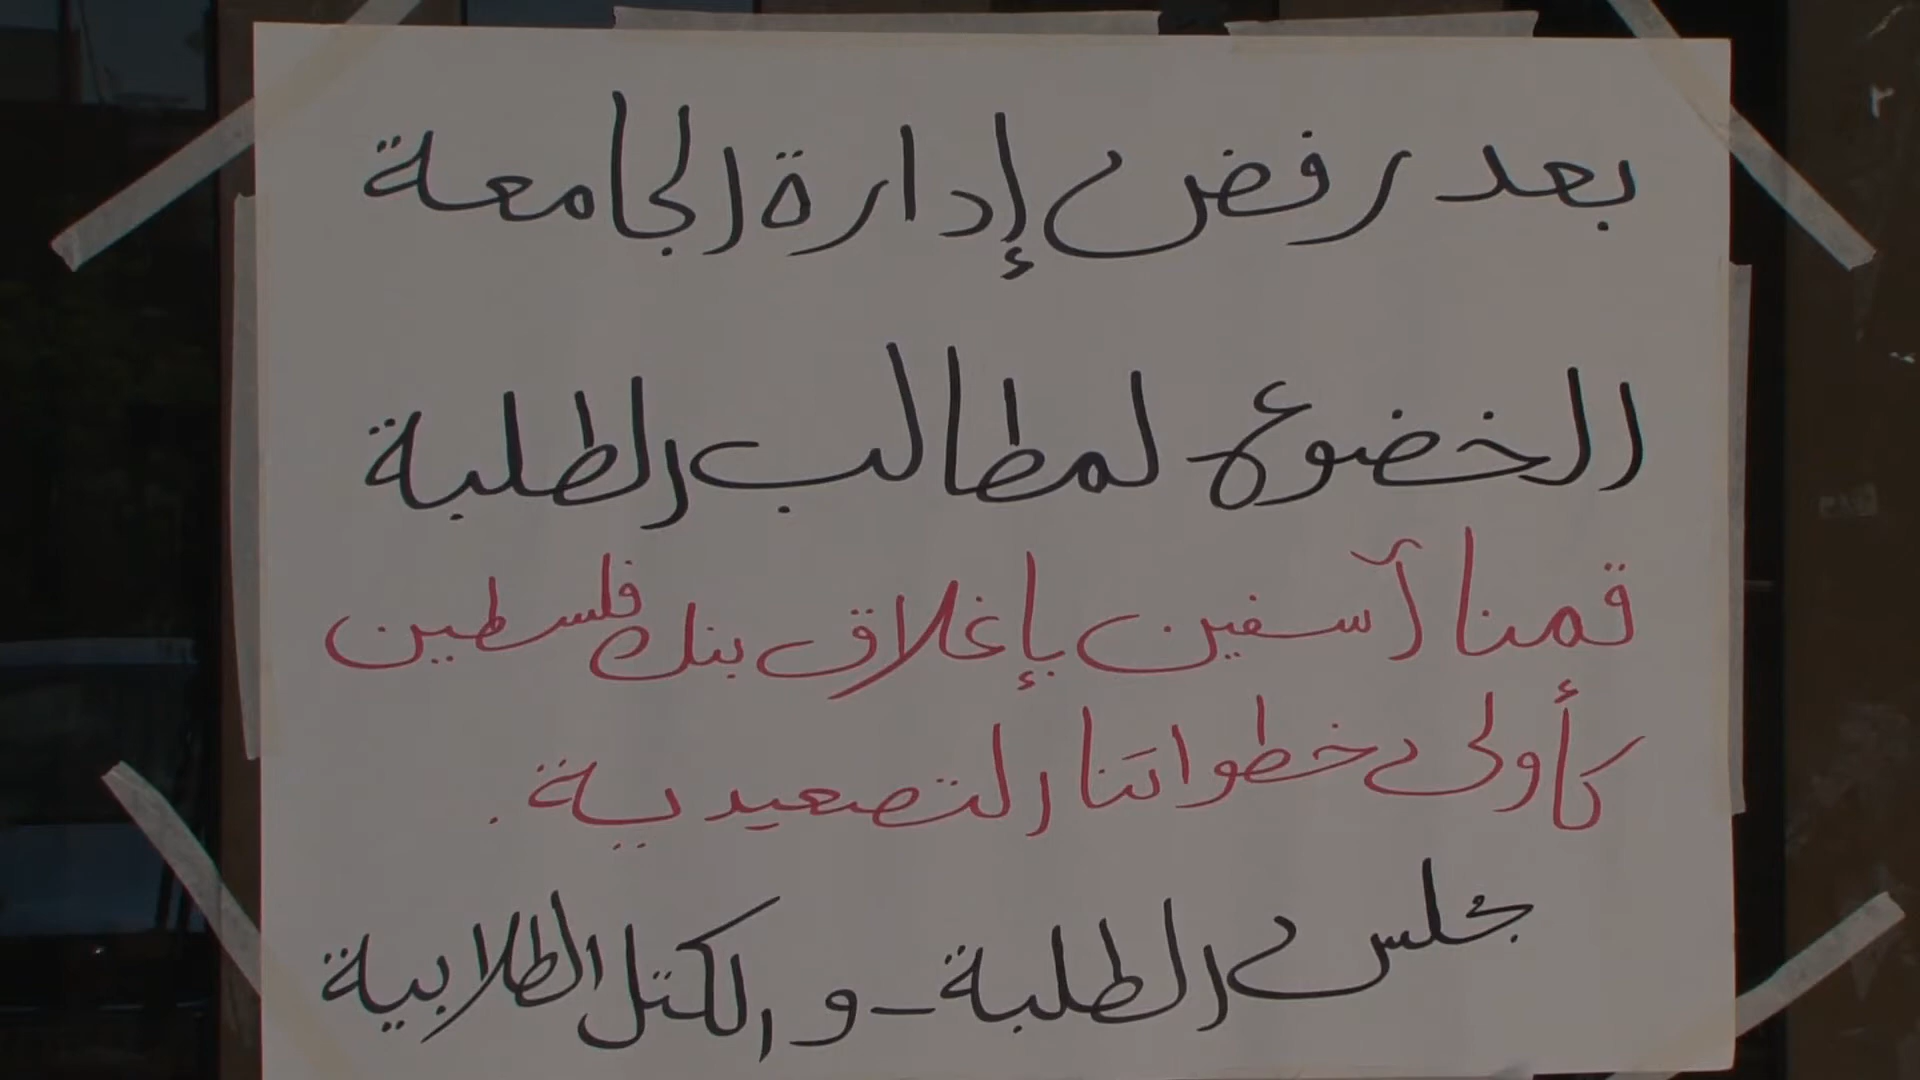 بعد رفض إدارة الجامعة
الخضوع لمطالب الطلبة
قمنا آسفين بإغلاق بنك فلسطين
كأولى خطواتنا التصعيدية.
مجلس الطلبة - و الكتل الطلابية